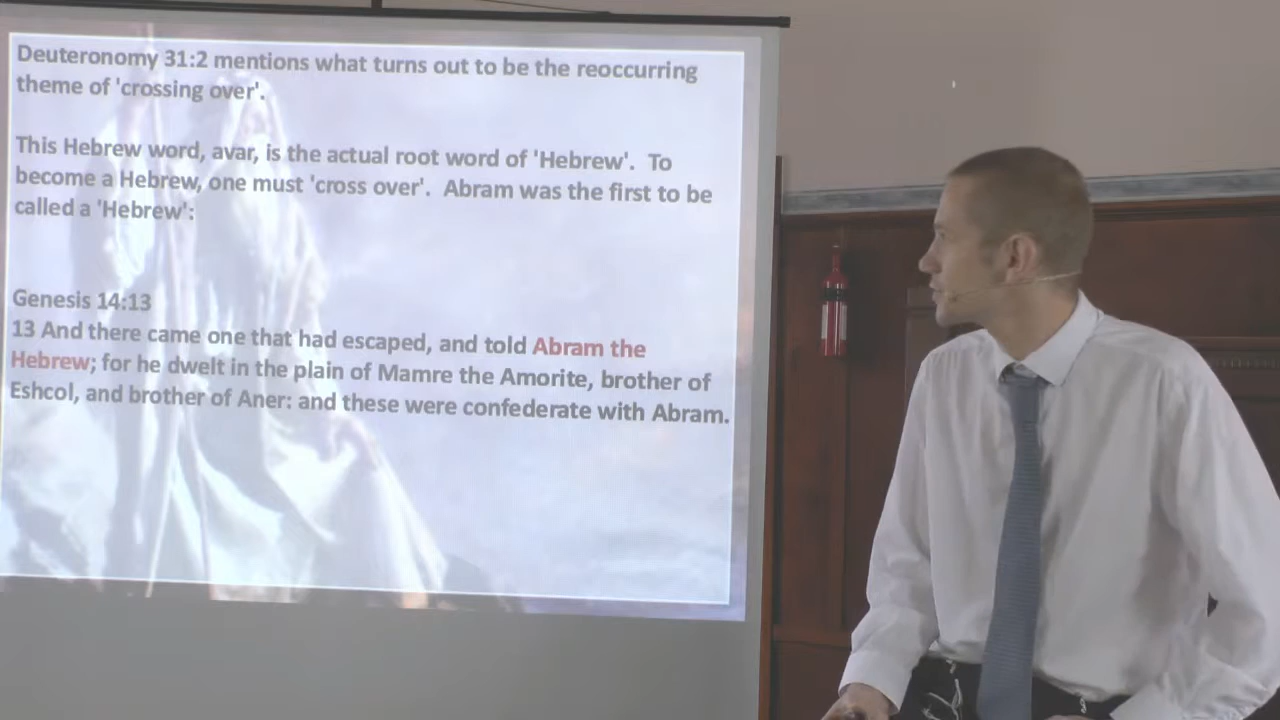 Deuteronomy 31:2 mentions what turns out to be the reoccurring
theme of 'crossing over'.
This Hebrew word, avar, is the actual root word of 'Hebrew'. To
become a Hebrew, one must 'cross over'. Abram was the first to be
called a 'Hebrew':
Genesis 14:13
13 And there came one that had escaped, and told Abram the
Hebrew; for he dwelt in the plain of Mamre the Amorite, brother of
Eshcol, and brother of Aner: and these were confederate with Abram.